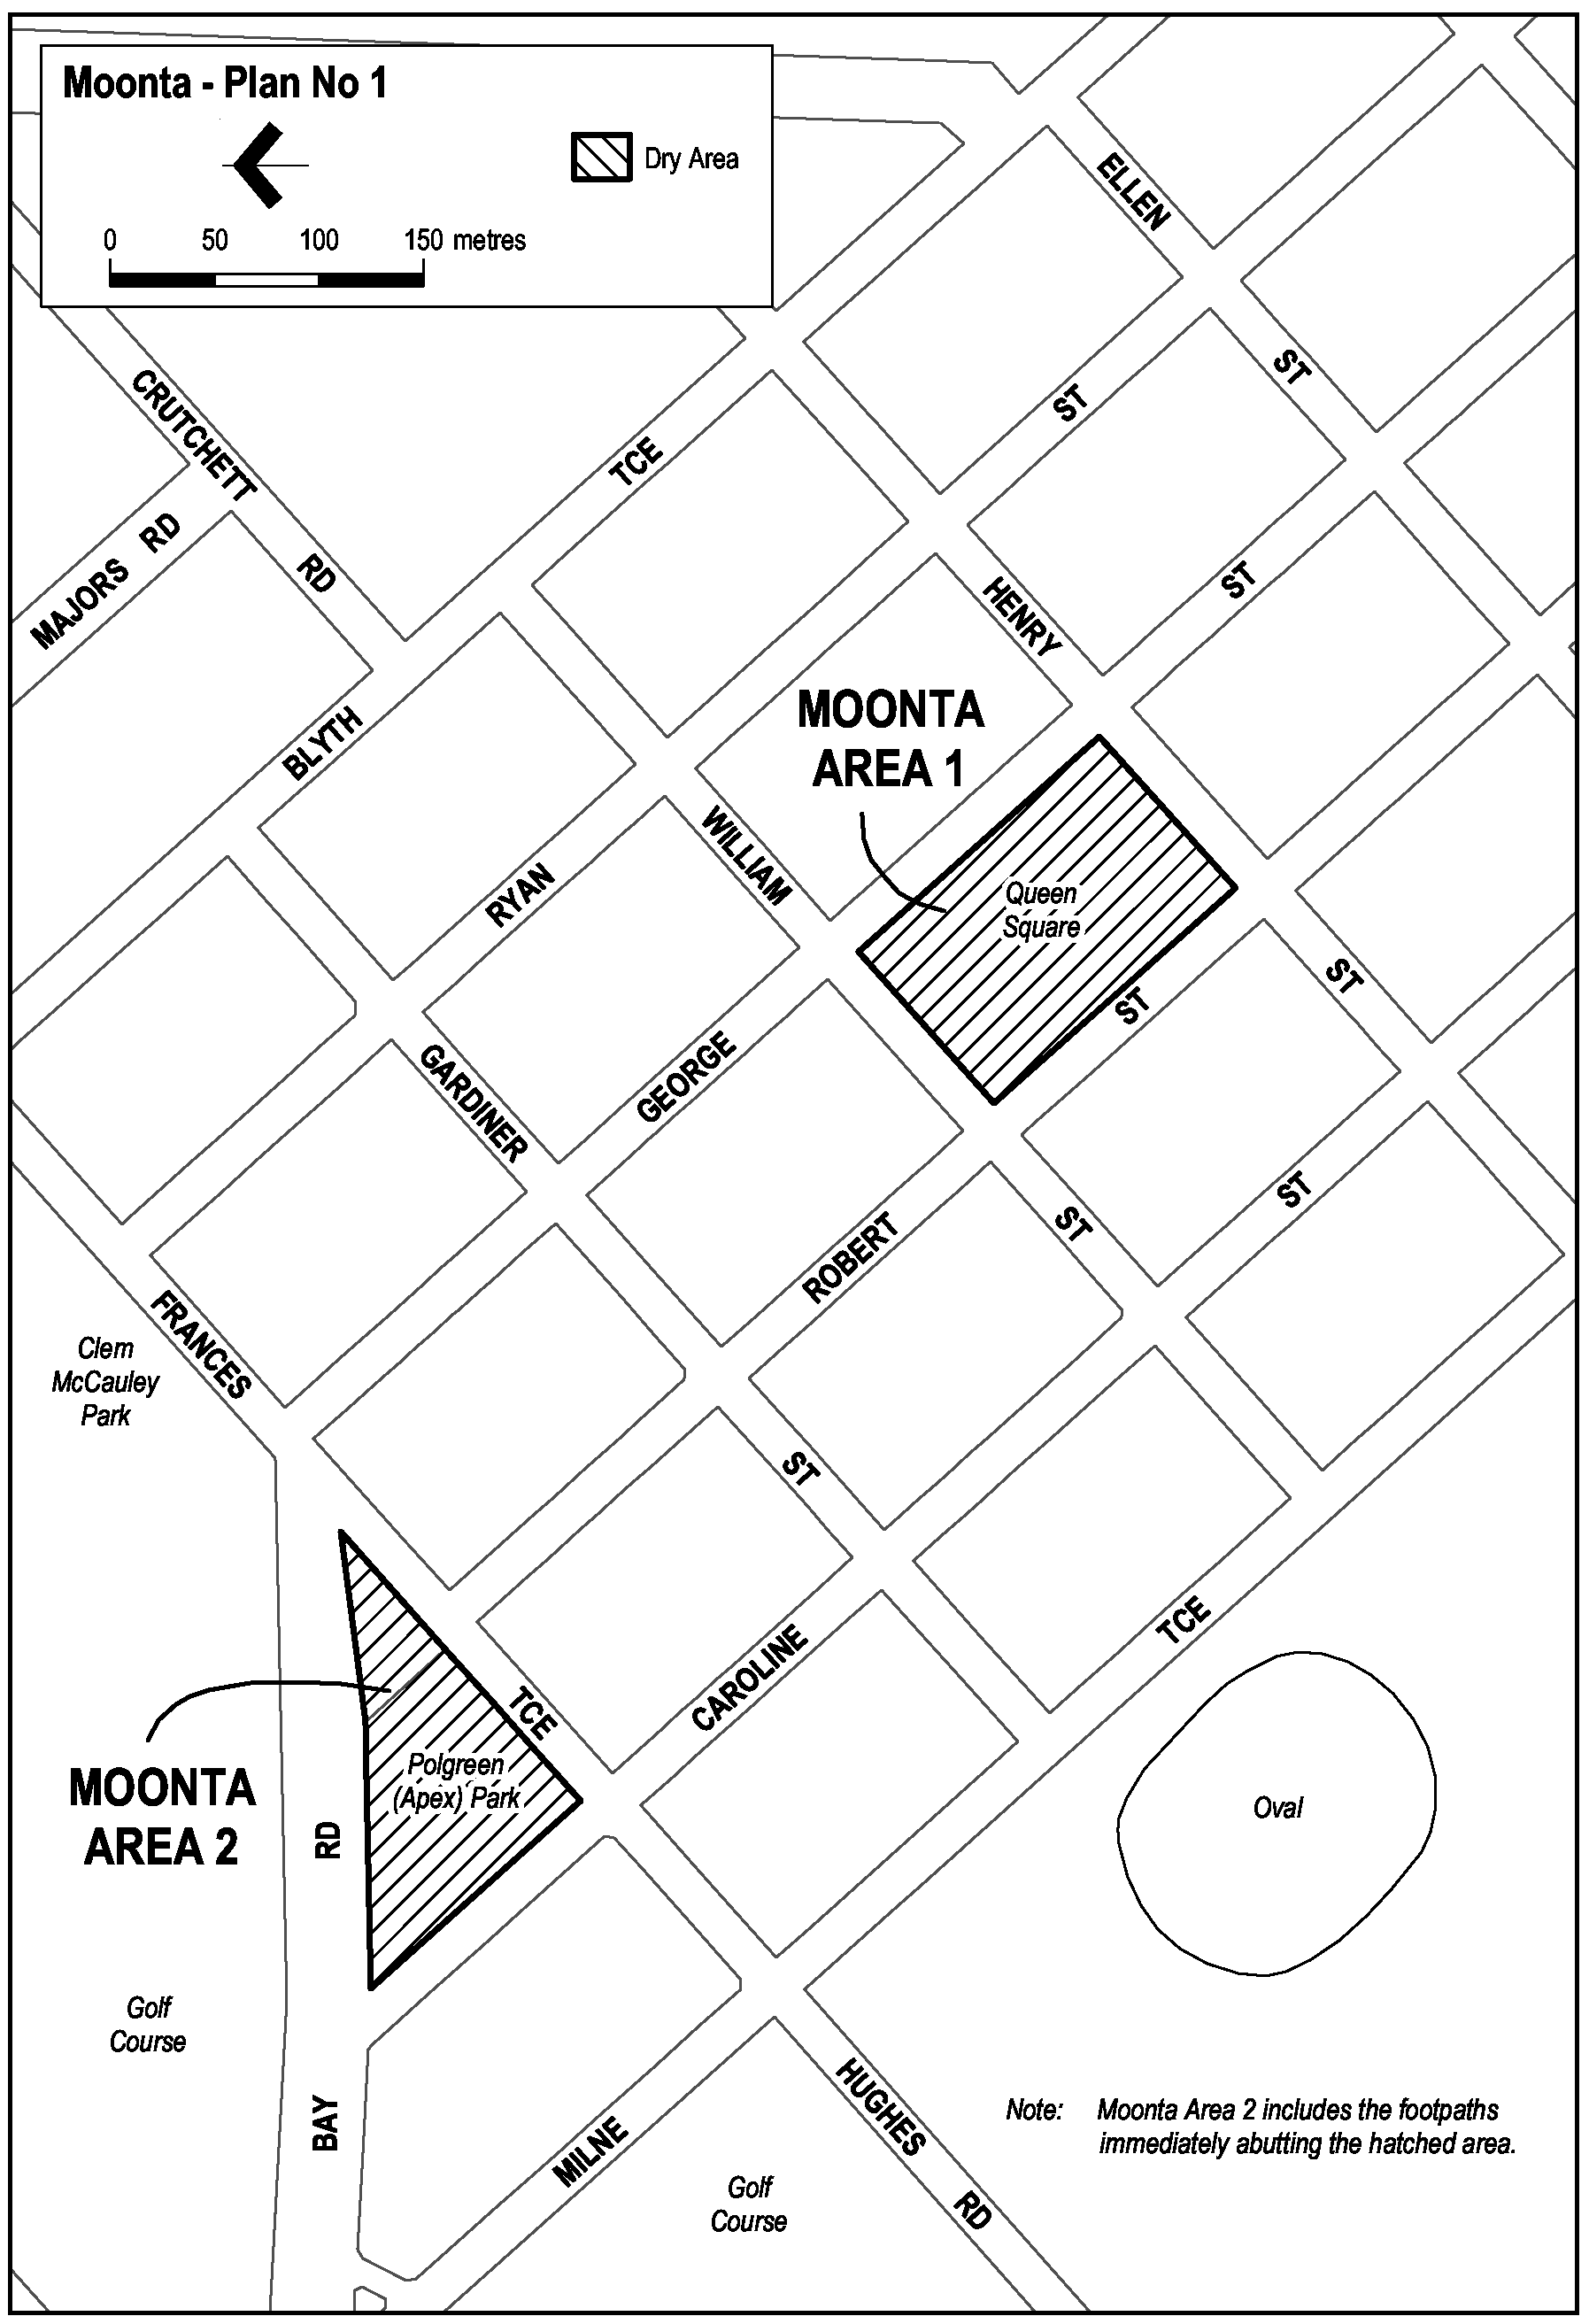 Moonta - Plan No 1
Dry Area
0 50 100 150 metres
ELLEN
ST
CRUTCHETT
RD
MAJORS RD
TCE
ST
ST
HENRY
BLYTH
MOONTA
AREA 1
WILLIAM
RYAN
Queen
Square
ST
ST
GARDINER
GEORGE
ROBERT
ST
ST
FRANCES
Clem
McCauley
Park
ST
TCE
CAROLINE
TCE
MOONTA
AREA 2
RD
Polgreen
(Apex) Park
Oval
Golf
Course
BAY
MILNE
HUGHES
RD
Golf
Course
Note: Moonta Area 2 includes the footpaths
immediately abutting the hatched area.